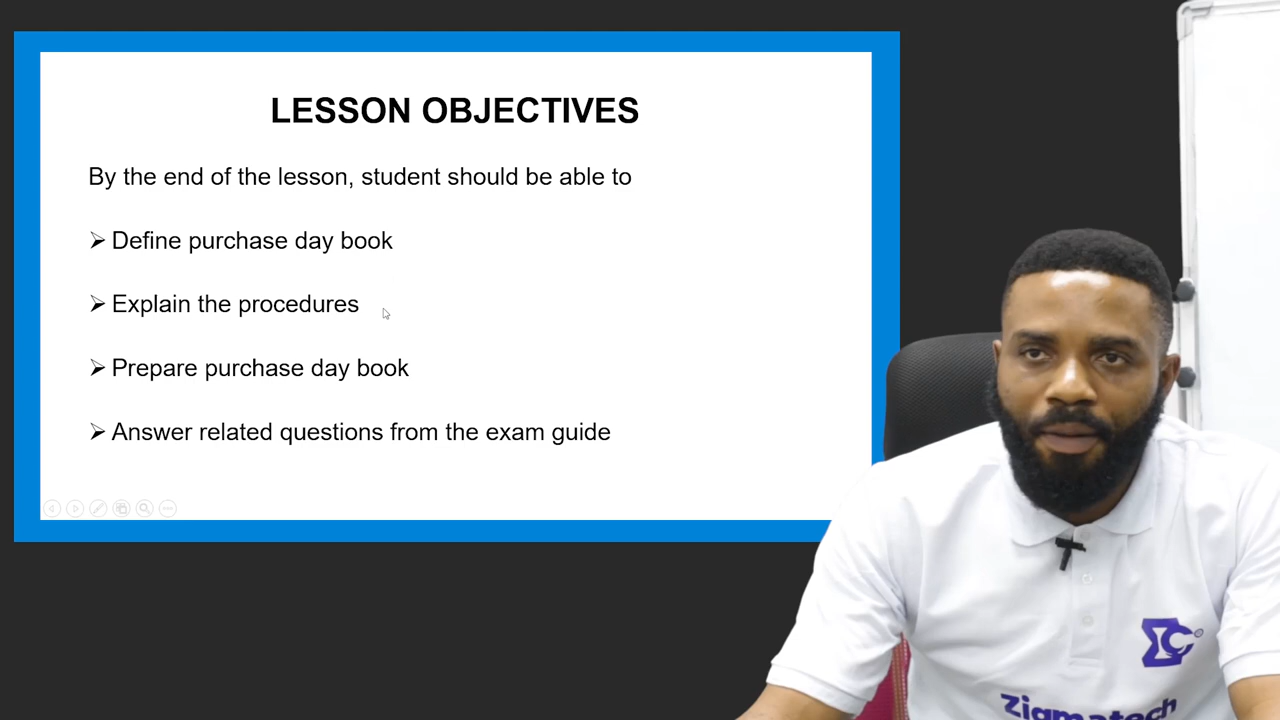 LESSON OBJECTIVES
By the end of the lesson, student should be able to
➢ Define purchase day book
➢ Explain the procedures
➢ Prepare purchase day book
➢ Answer related questions from the exam guide
Zigmatech